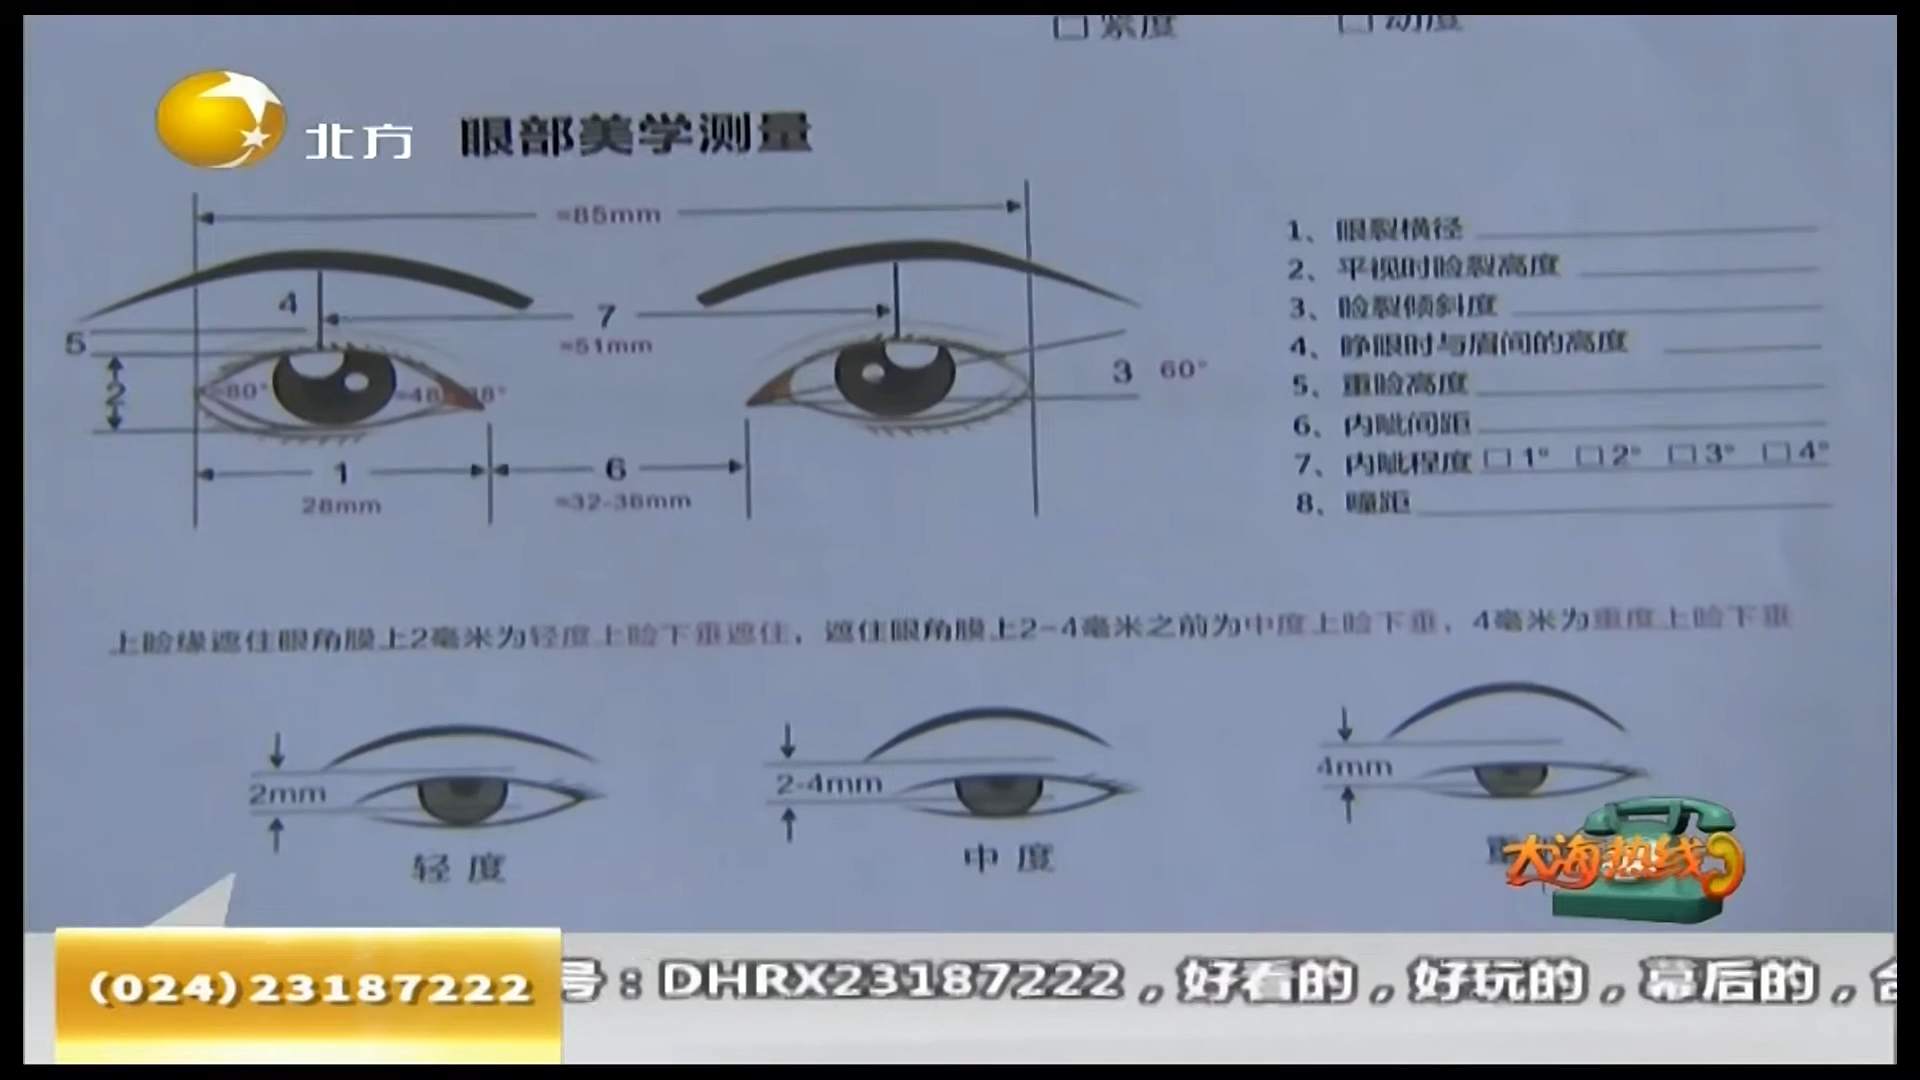 □ 紧度 □ 动度
北方
眼部美学测量
≈85mm
4
7
≈51mm
5
2
≈80°
3 60°
1
28mm
6
≈32-36mm
1、眼裂横径
2、平视时睑裂高度
3、睑裂倾斜度
4、睁眼时与眉间的高度
5、重睑高度
6、内眦间距
7、内眦程度 □1° □2° □3° □4°
8、瞳距
上睑缘遮住眼角膜上2毫米为轻度上睑下垂遮住，遮住眼角膜上2-4毫米之前为中度上睑下垂，4毫米为重度上睑下垂
2mm
轻度
2-4mm
中度
4mm
大海热线
(024)23187222
号：DHRX23187222，好看的，好玩的，幕后的，台